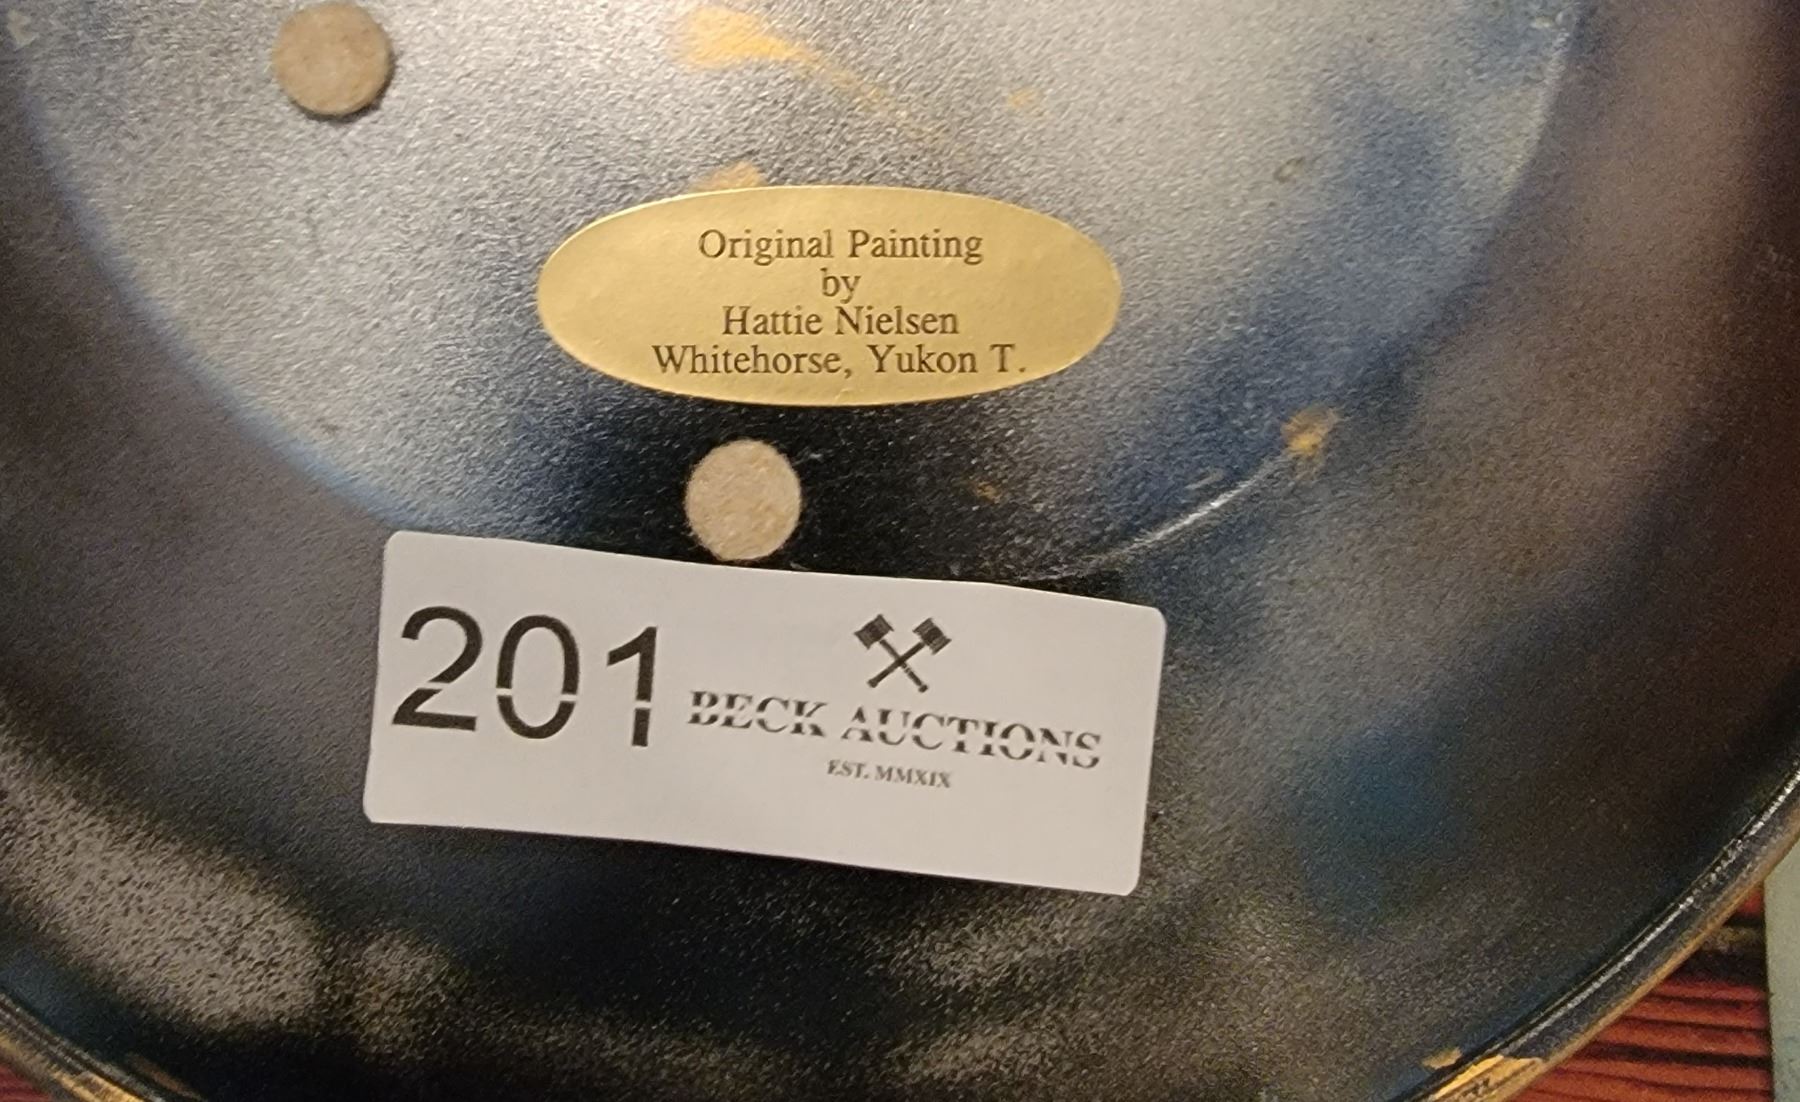 Original Painting
by
Hattie Nielsen
Whitehorse, Yukon T.
201
BECK AUCTIONS
EST. MMXIX